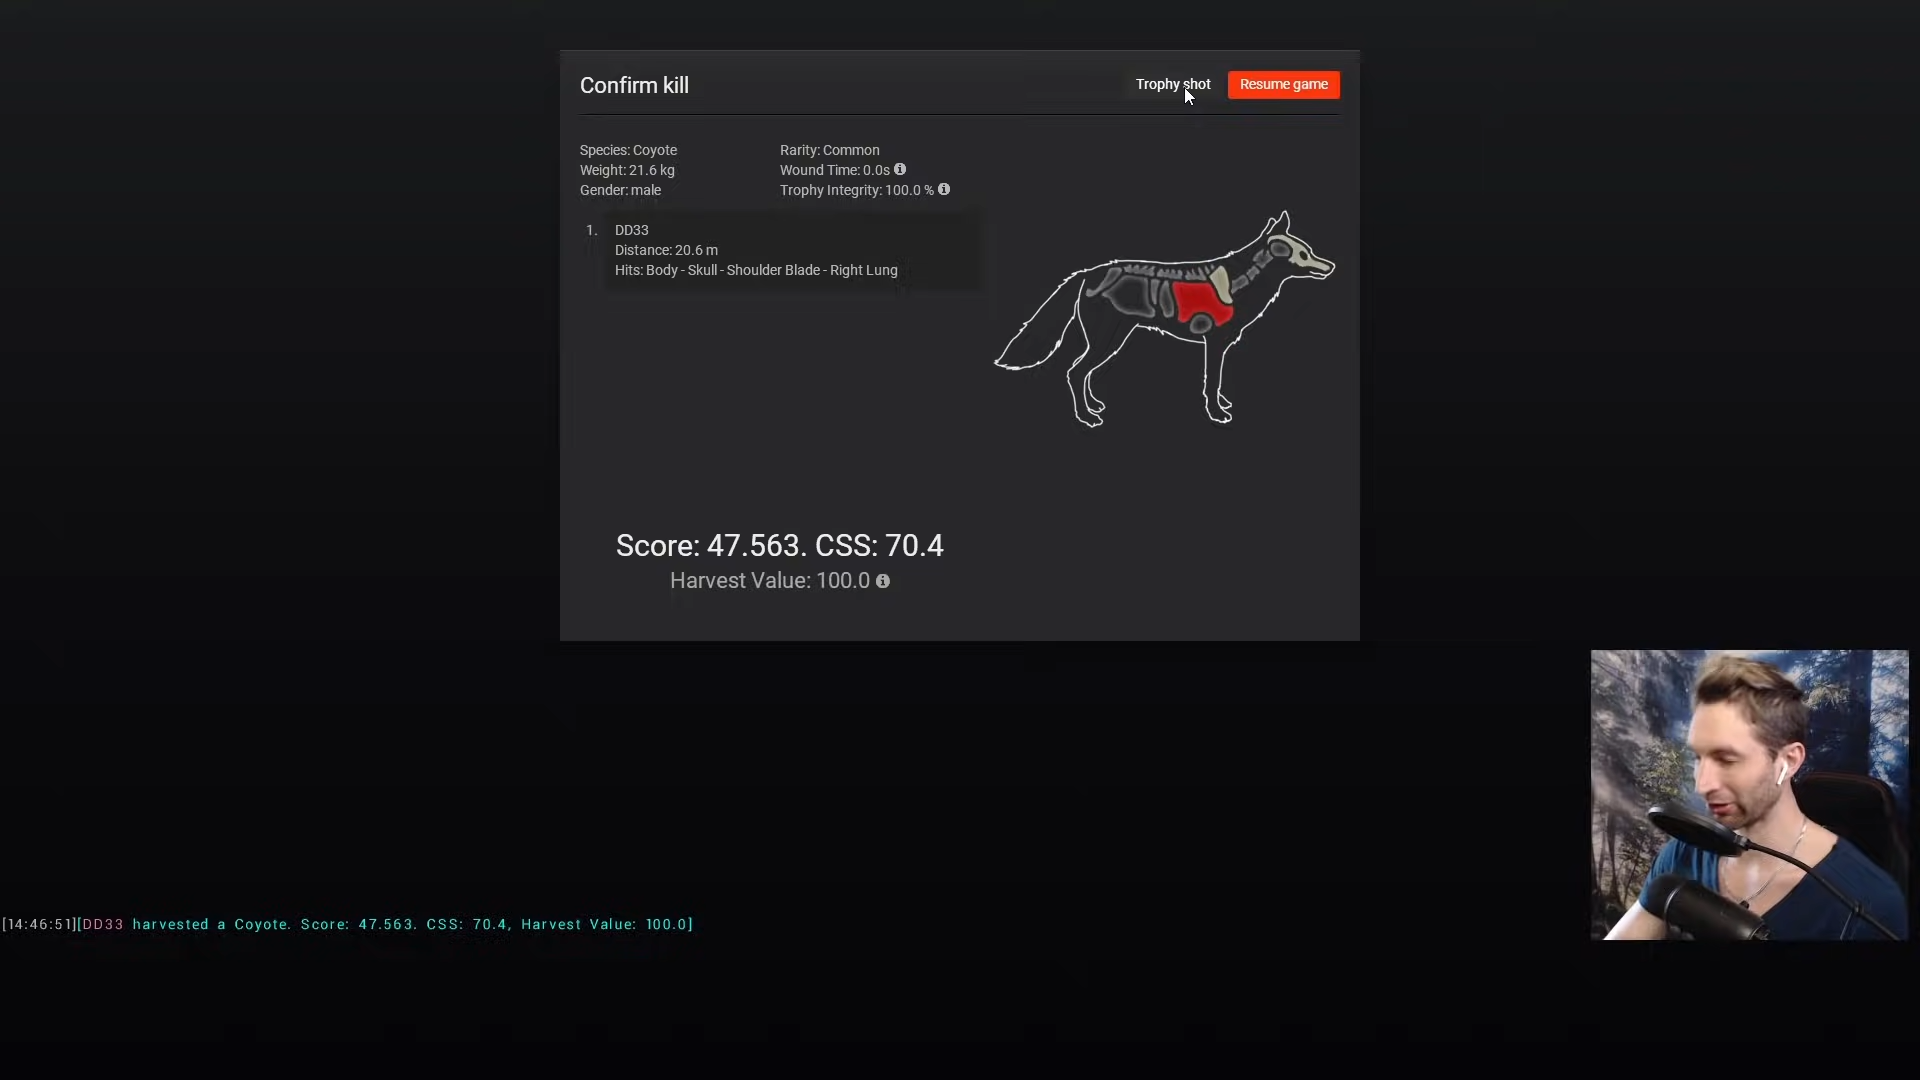 Confirm kill
Trophy shot
Resume game
Species: Coyote
Weight: 21.6 kg
Gender: male
Rarity: Common
Wound Time: 0.0s
Trophy Integrity: 100.0 %
1.
DD33
Distance: 20.6 m
Hits: Body - Skull - Shoulder Blade - Right Lung
Score: 47.563. CSS: 70.4
Harvest Value: 100.0
[14:46:51][DD33 harvested a Coyote. Score: 47.563. CSS: 70.4, Harvest Value: 100.0]